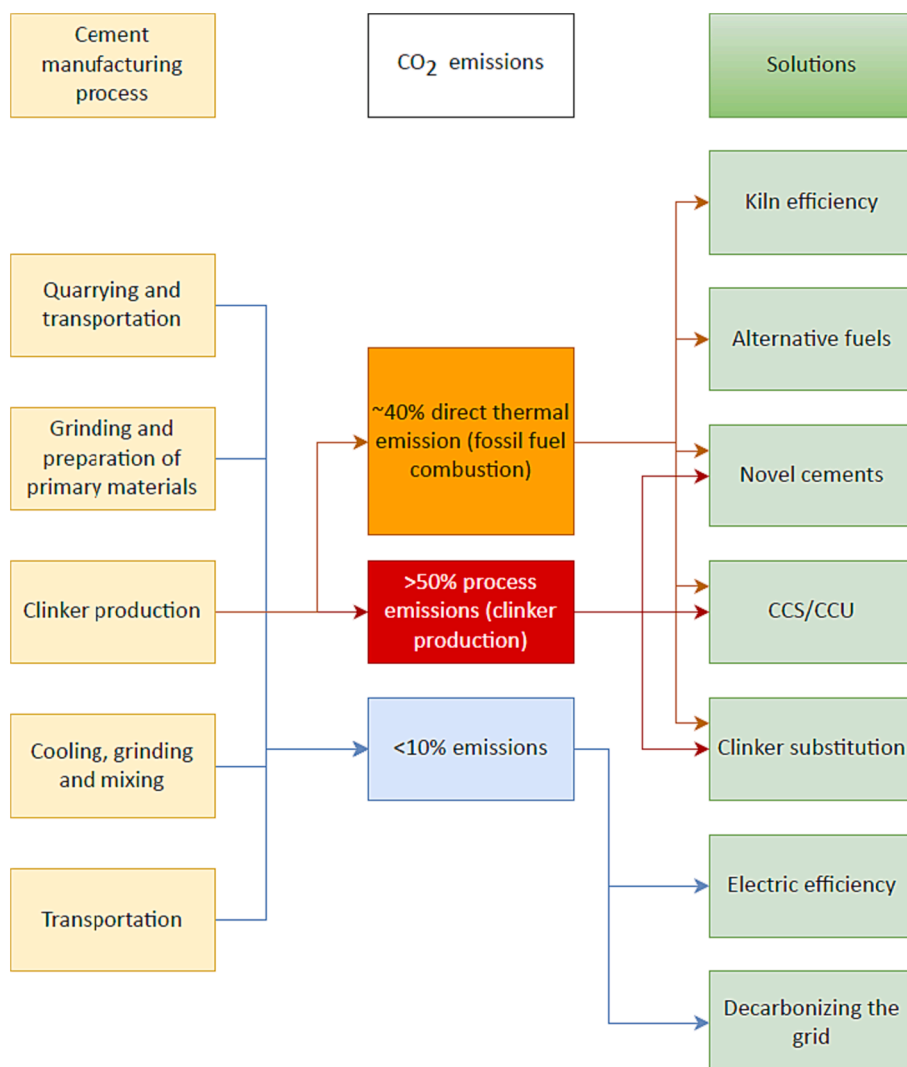 Cement
manufacturing
process
CO2 emissions
Solutions
Kiln efficiency
Quarrying and
transportation
Alternative fuels
~40% direct thermal
emission (fossil fuel
combustion)
Grinding and
preparation of
primary materials
Novel cements
Clinker production
>50% process
emissions (clinker
production)
CCS/CCU
Cooling, grinding
and mixing
<10% emissions
Clinker substitution
Transportation
Electric efficiency
Decarbonizing the
grid